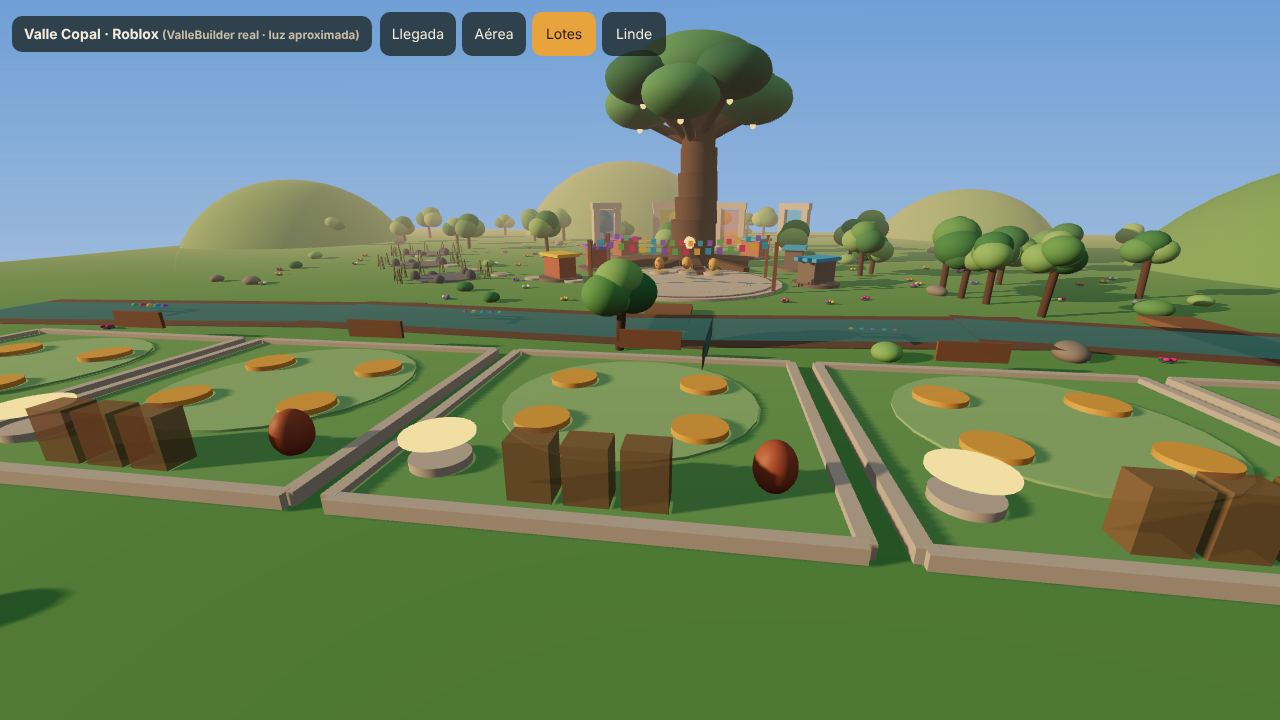 Valle Copal · Roblox (ValleBuilder real · luz aproximada)
Llegada
Aérea
Lotes
Linde